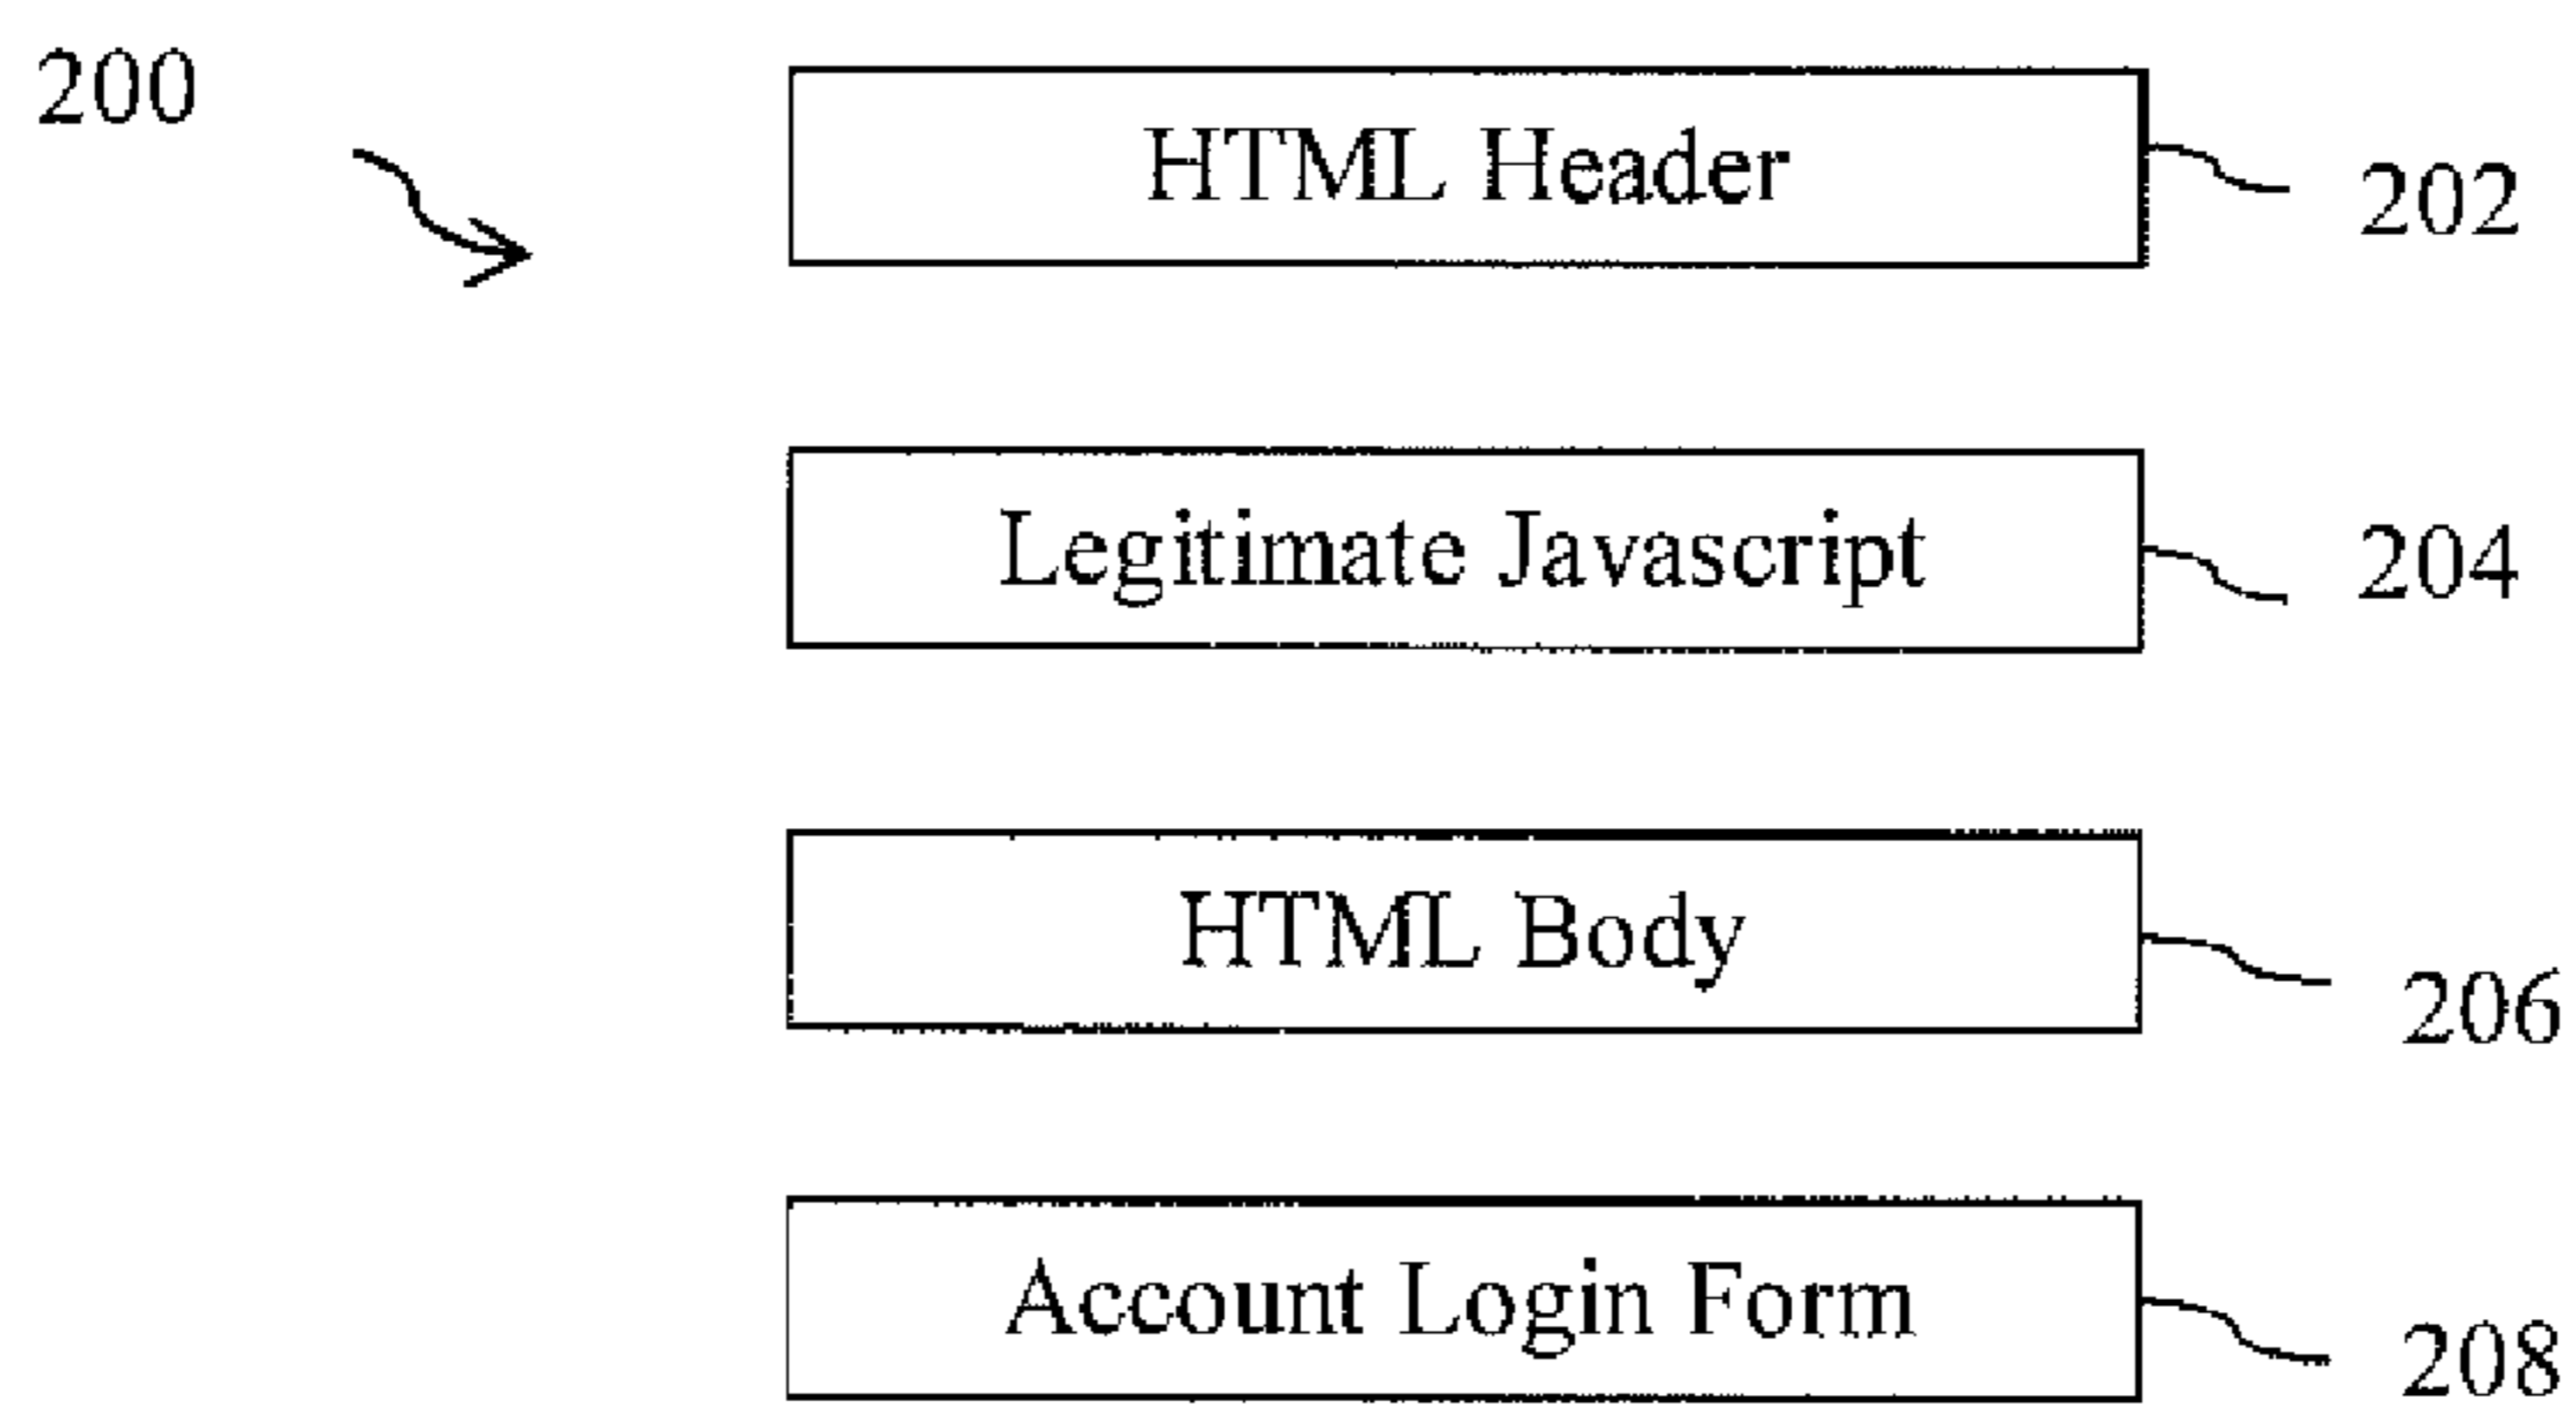 200
HTML Header
202
Legitimate Javascript
204
HTML Body
206
Account Login Form
208